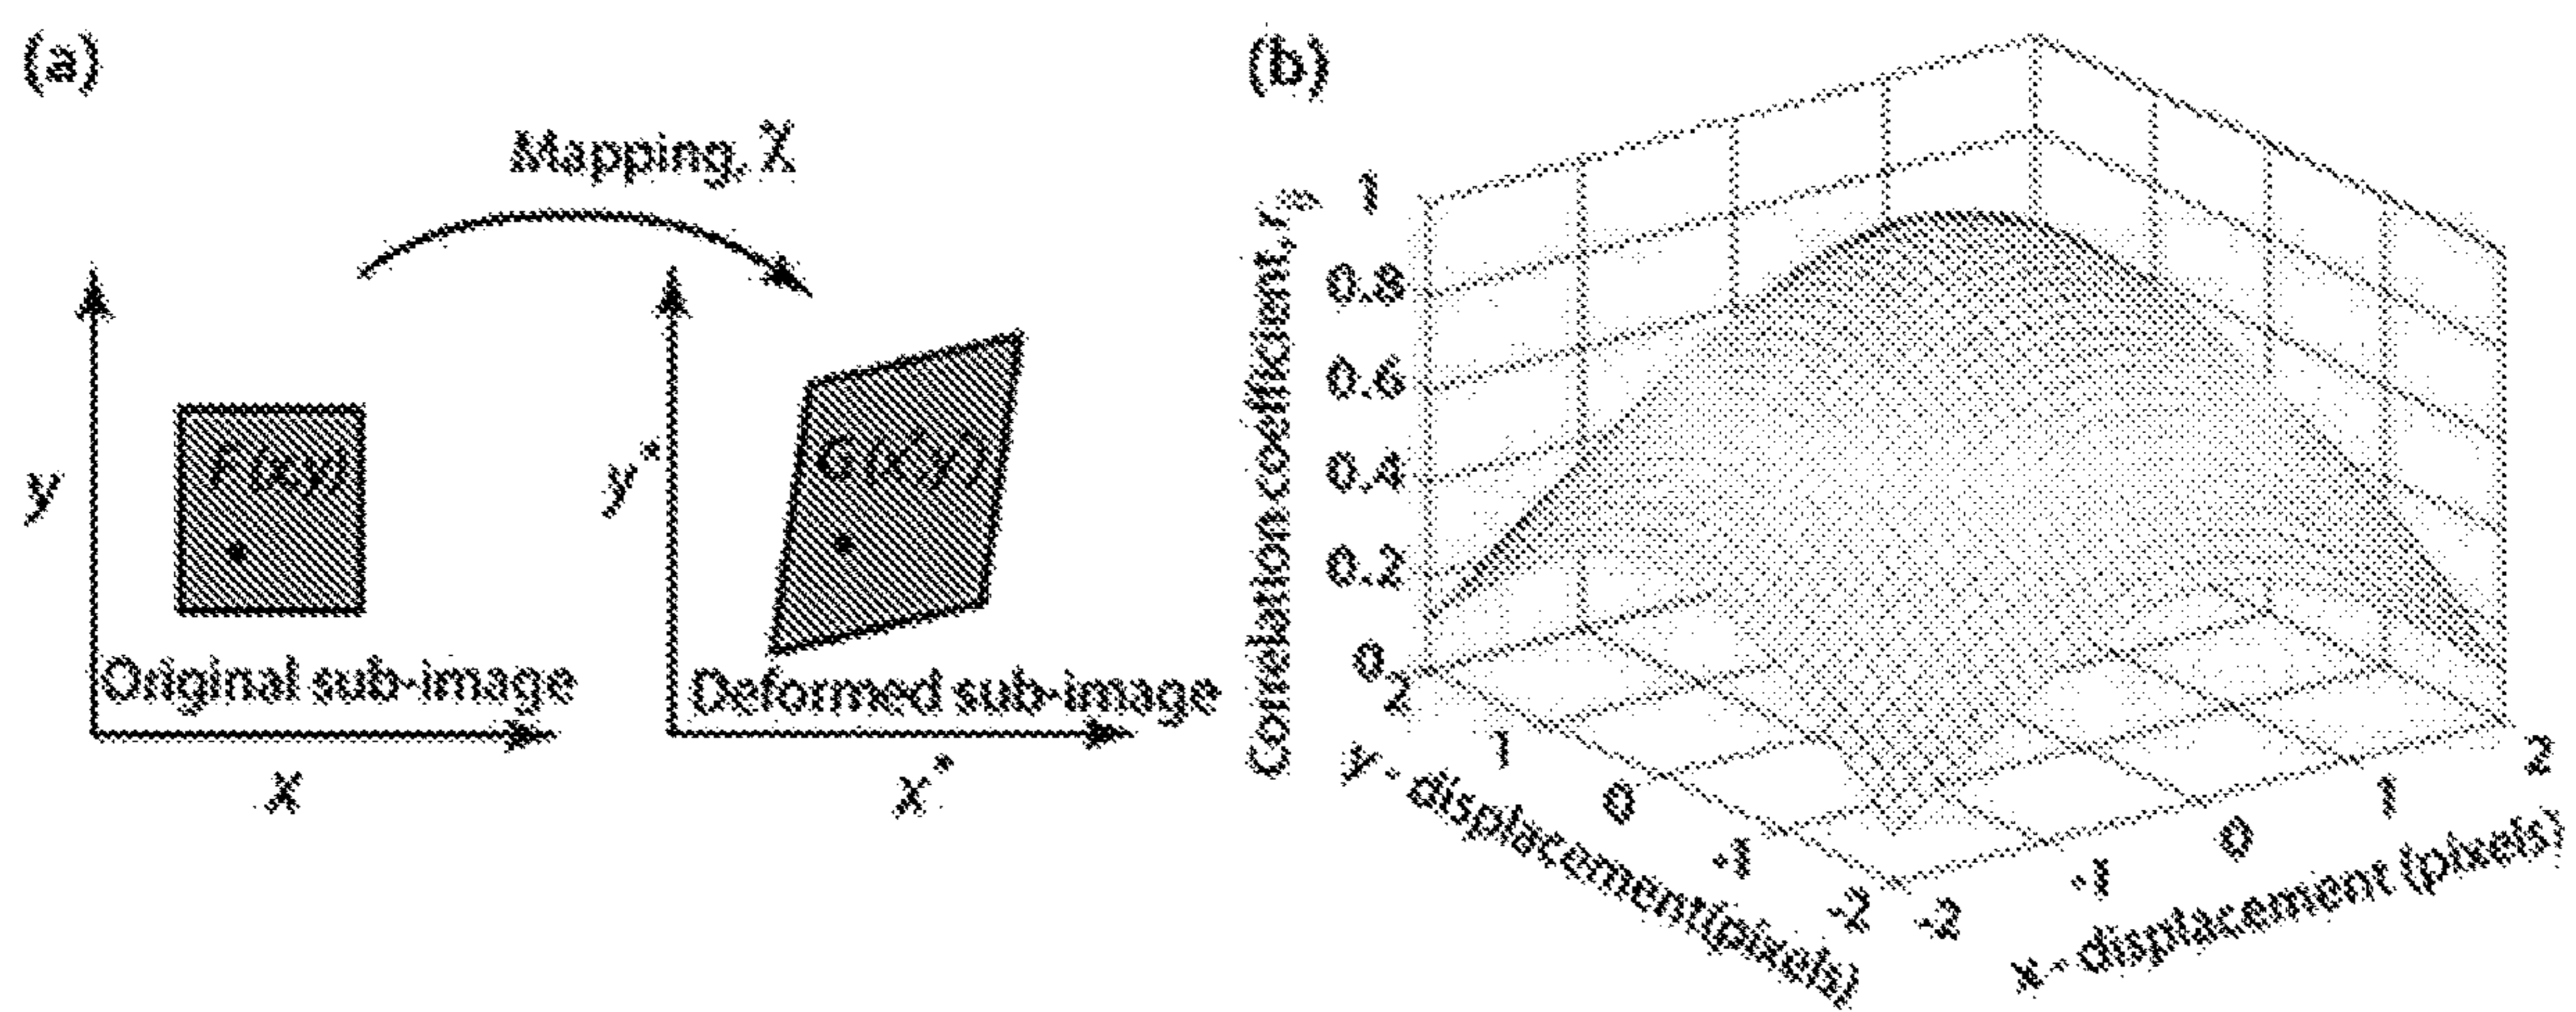 (a)
Mapping, χ
y
F (x,y)
Original sub-image
x
y*
G (x*,y*)
Deformed sub-image
x*
(b)
Correlation coefficient, r
1
0.8
0.6
0.4
0.2
0
2
1
0
-1
-2
y - displacement(pixels)
-2
-1
0
1
2
x - displacement (pixels)